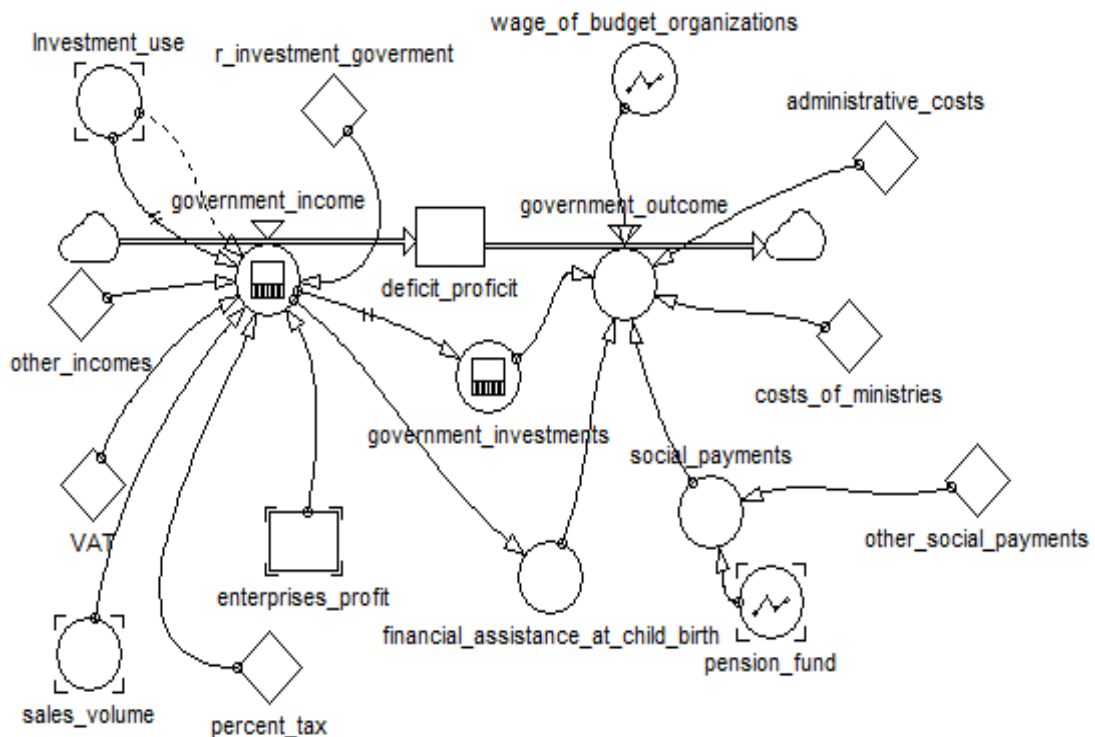 wage_of_budget_organizations
Investment_use
r_investment_goverment
administrative_costs
government_income
government_outcome
deficit_proficit
other_incomes
costs_of_ministries
government_investments
social_payments
VAT
other_social_payments
enterprises_profit
financial_assistance_at_child_birth
pension_fund
sales_volume
percent_tax